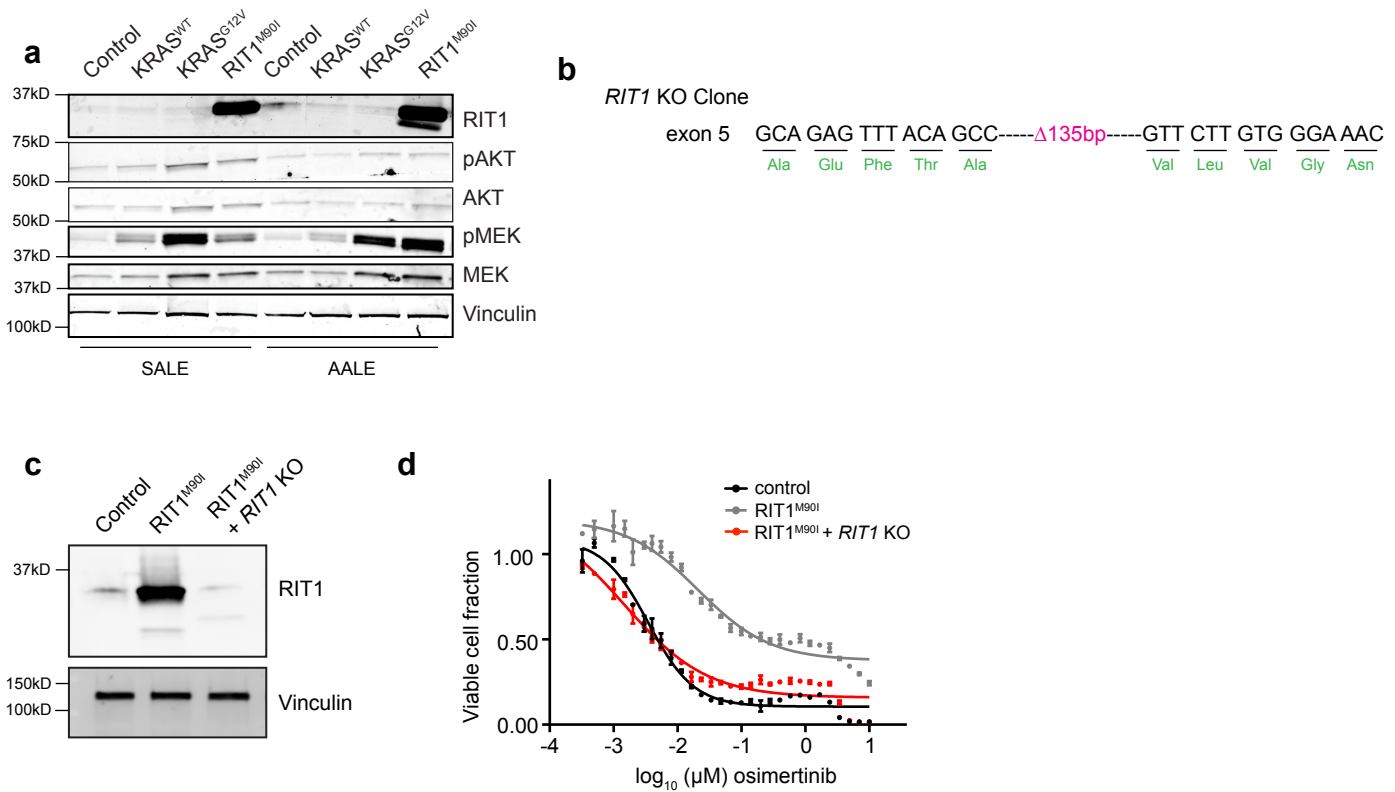 a
Control
KRASWT
KRASG12V
RIT1M90I
Control
KRASWT
KRASG12V
RIT1M90I
37kD
RIT1
75kD
pAKT
50kD
AKT
50kD
pMEK
37kD
MEK
37kD
Vinculin
100kD
SALE
AALE
b
RIT1 KO Clone
exon 5 GCA GAG TTT ACA GCC-----Δ135bp-----GTT CTT GTG GGA AAC
Ala Glu Phe Thr Ala Val Leu Val Gly Asn
c
Control
RIT1M90I
RIT1M90I
+ RIT1 KO
37kD
RIT1
150kD
Vinculin
100kD
d
control
RIT1M90I
RIT1M90I + RIT1 KO
Viable cell fraction
1.00
0.50
0.00
-4 -3 -2 -1 0 1
log10 (μM) osimertinib